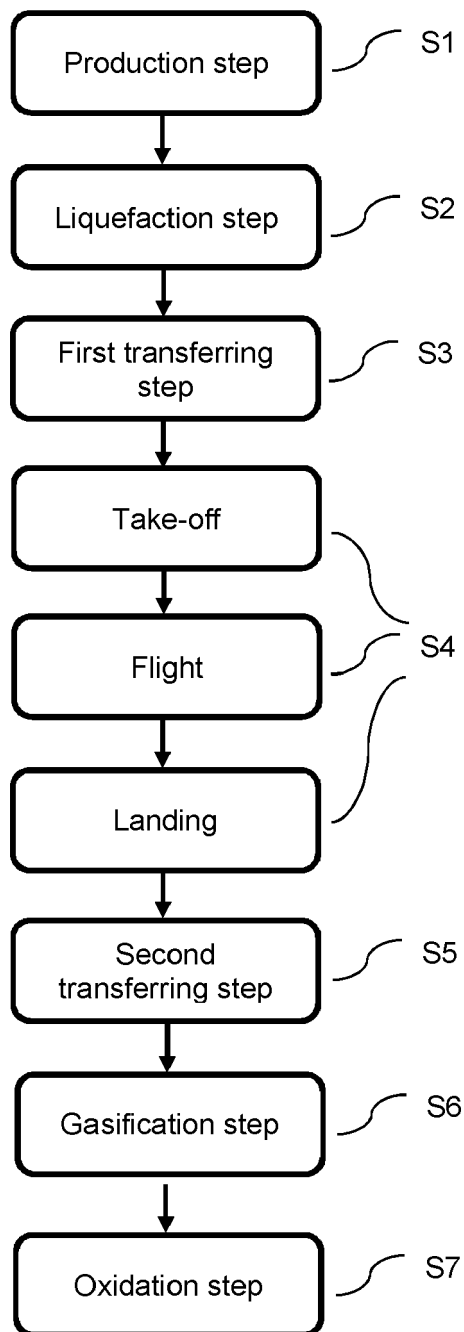 Production step
S1
Liquefaction step
S2
First transferring
step
S3
Take-off
Flight
S4
Landing
Second
transferring step
S5
Gasification step
S6
Oxidation step
S7